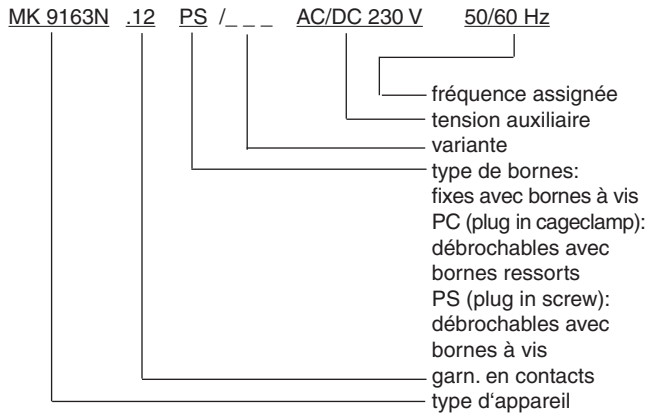 MK 9163N .12 PS /_ _ _ AC/DC 230 V 50/60 Hz
fréquence assignée
tension auxiliaire
variante
type de bornes:
fixes avec bornes à vis
PC (plug in cageclamp):
débrochables avec
bornes ressorts
PS (plug in screw):
débrochables avec
bornes à vis
garn. en contacts
type d‘appareil